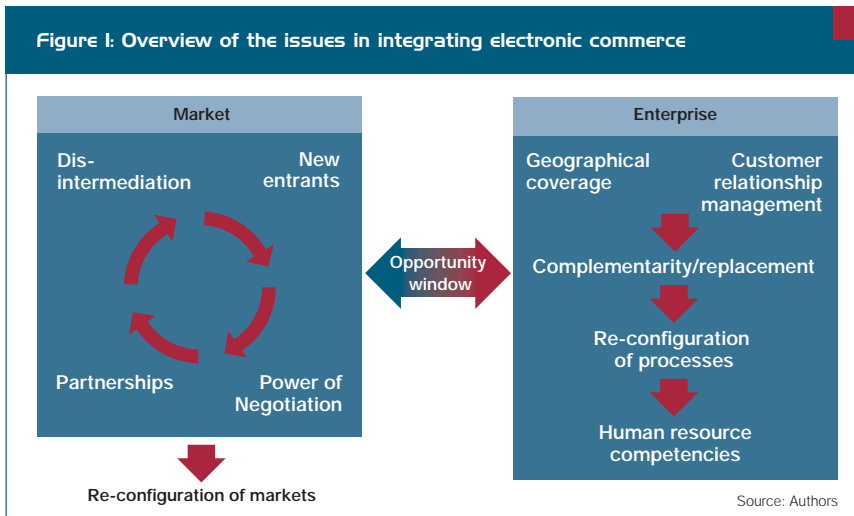 Figure 1: Overview of the issues in integrating electronic commerce
Market
Dis-
intermediation
New
entrants
Partnerships
Power of
Negotiation
Re-configuration of markets
Opportunity
window
Enterprise
Geographical
coverage
Customer
relationship
management
Complementarity/replacement
Re-configuration
of processes
Human resource
competencies
Source: Authors